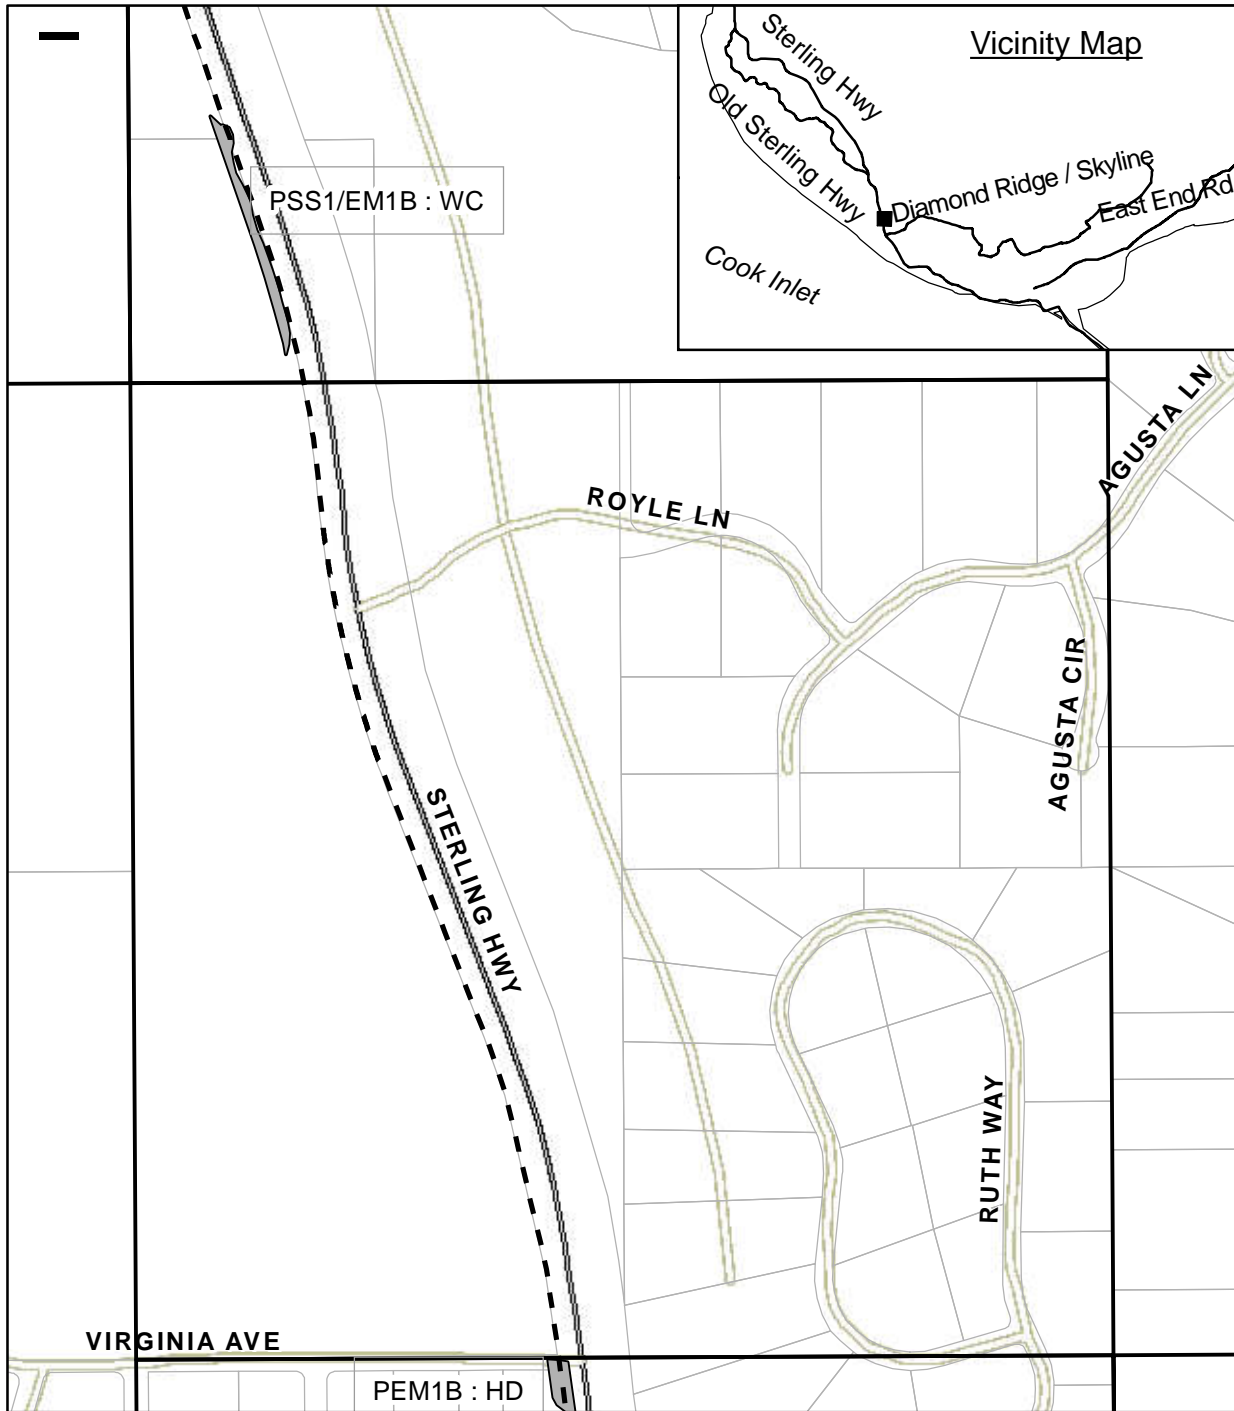 Vicinity Map
Sterling Hwy
Old Sterling Hwy
Diamond Ridge / Skyline
East End Rd
Cook Inlet
PSS1/EM1B : WC
AGUSTA LN
ROYLE LN
AGUSTA CIR
STERLING HWY
RUTH WAY
VIRGINIA AVE
PEM1B : HD